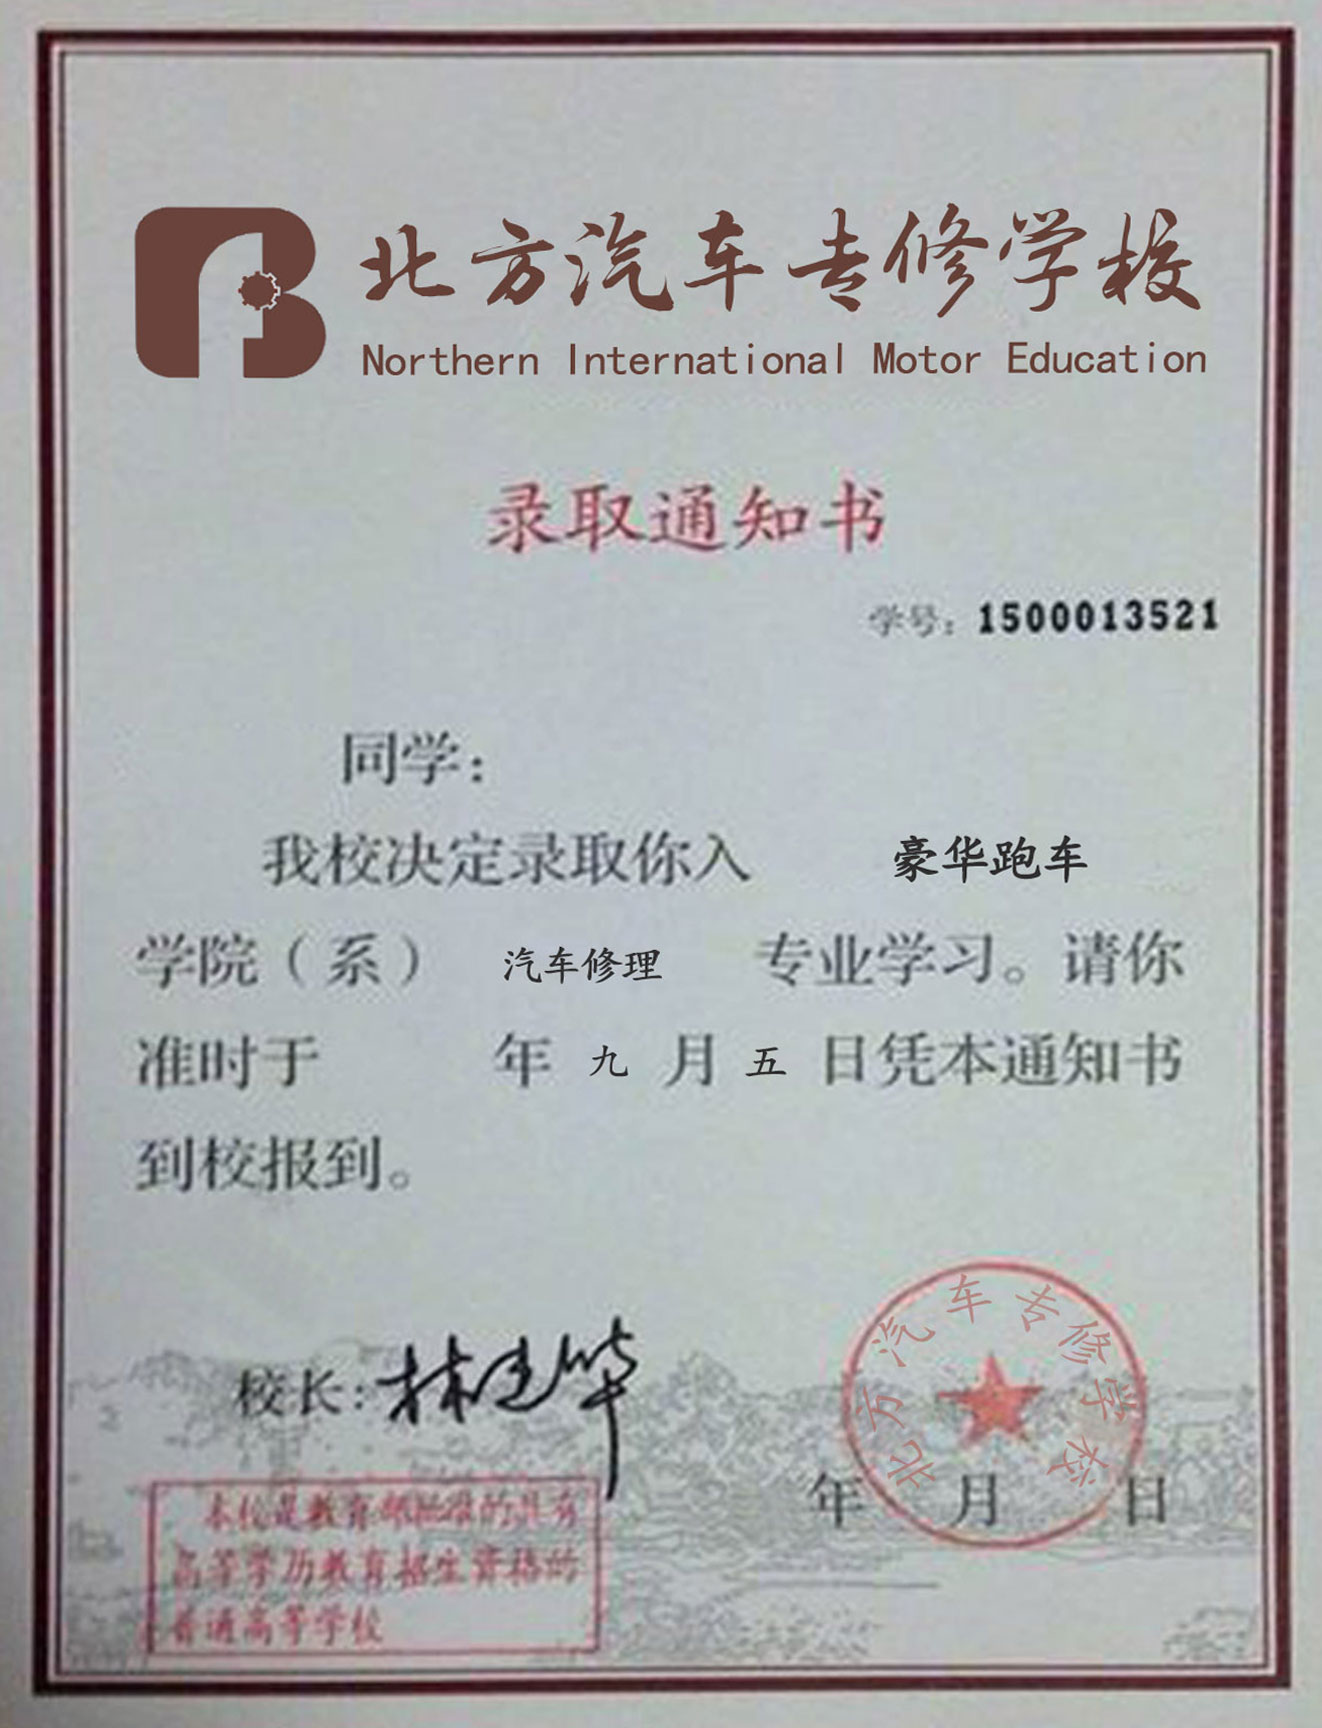 北方汽车专修学校
Northern International Motor Education
录取通知书
学号：1500013521
同学：
我校决定录取你入 豪华跑车
学院（系） 汽车修理 专业学习。请你
准时于 年 九 月 五 日凭本通知书
到校报到。
校长：林建华
北方汽车专修学校
年 月 日
本校是教育部批准的具有
高等学历教育招生资格的
普通高等学校